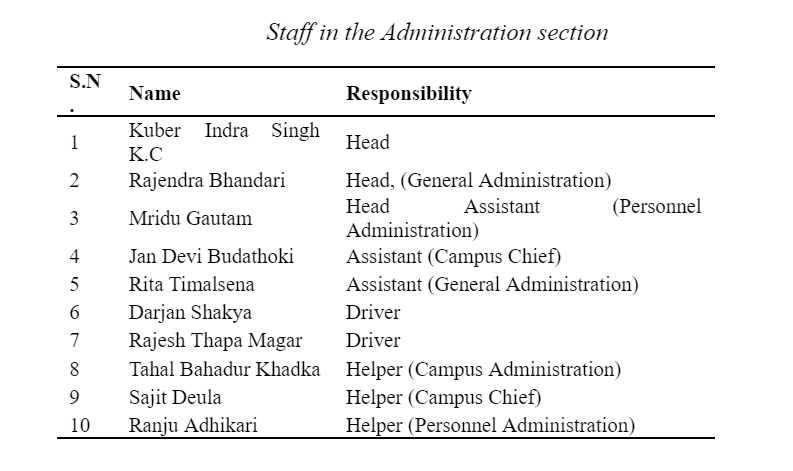 Staff in the Administration section
S.N
. Name Responsibility
1 Kuber Indra Singh K.C Head
2 Rajendra Bhandari Head, (General Administration)
3 Mridu Gautam Head Assistant (Personnel Administration)
4 Jan Devi Budathoki Assistant (Campus Chief)
5 Rita Timalsena Assistant (General Administration)
6 Darjan Shakya Driver
7 Rajesh Thapa Magar Driver
8 Tahal Bahadur Khadka Helper (Campus Administration)
9 Sajit Deula Helper (Campus Chief)
10 Ranju Adhikari Helper (Personnel Administration)